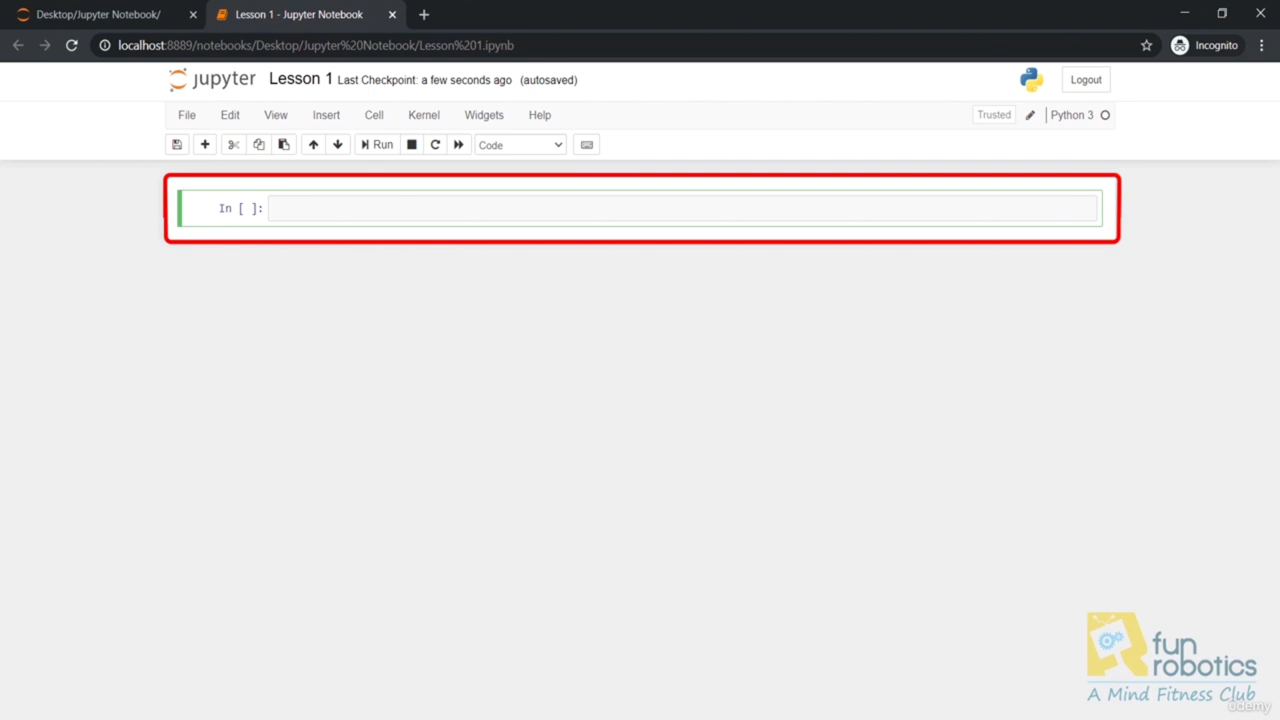 Desktop/Jupyter Notebook/
Lesson 1 - Jupyter Notebook
localhost:8889/notebooks/Desktop/Jupyter%20Notebook/Lesson%201.ipynb
Incognito
jupyter Lesson 1 Last Checkpoint: a few seconds ago (autosaved)
Logout
File Edit View Insert Cell Kernel Widgets Help
Trusted Python 3
Run Code
In [ ]:
fun
robotics
A Mind Fitness Club
udemy